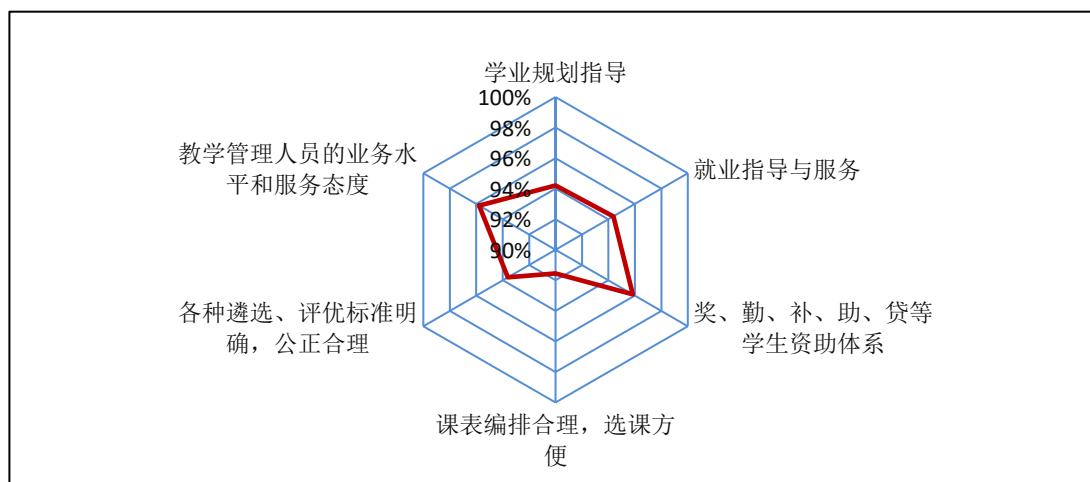 学业规划指导
100%
98%
96%
94%
92%
90%
就业指导与服务
奖、勤、补、助、贷等
学生资助体系
课表编排合理，选课方
便
各种遴选、评优标准明
确，公正合理
教学管理人员的业务水
平和服务态度